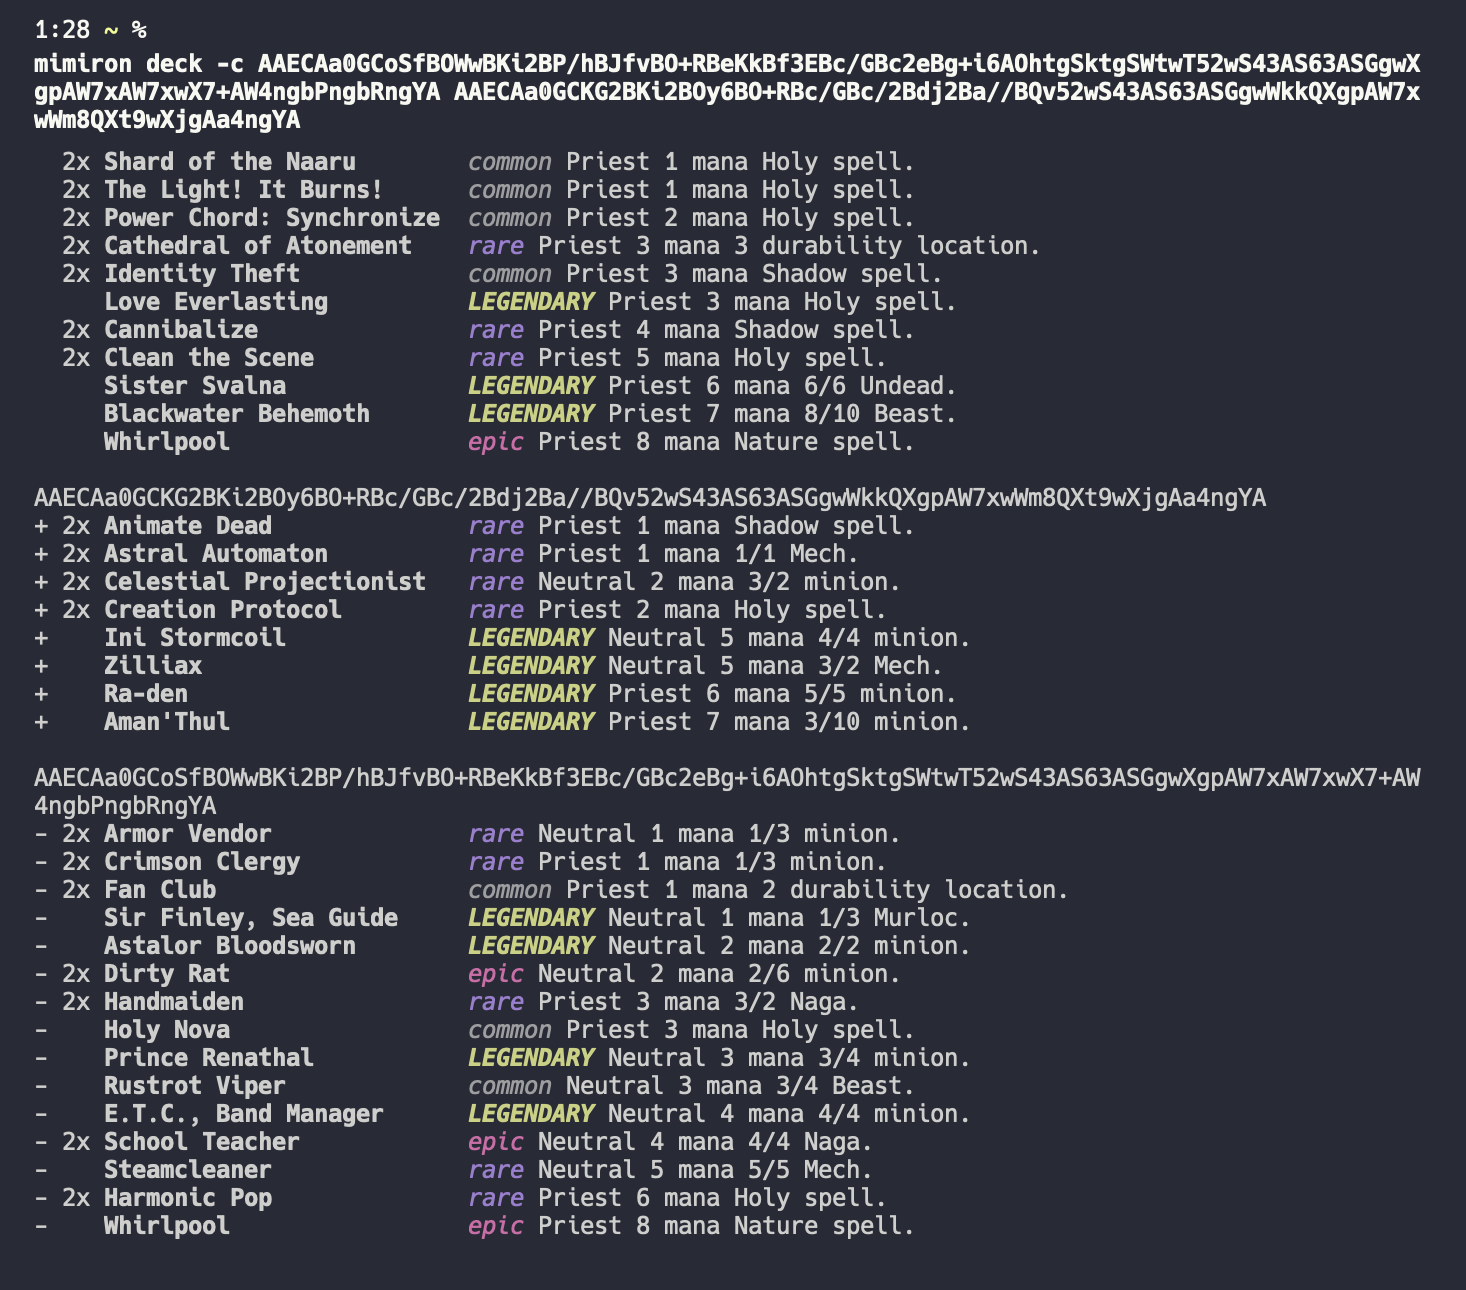 1:28 ~ %
mimiron deck -c AAECAa0GCoSfBOWwBKi2BP/hBJfvBO+RBeKkBf3EBc/GBc2eBg+i6AOhtgSktgSWtwT52wS43AS63ASGgwX
gpAW7xAW7xwX7+AW4ngbPngbRngYA AAECAa0GCKG2BKi2BOy6BO+RBc/GBc/2Bdj2Ba//BQv52wS43AS63ASGgwWkkQXgpAW7x
wWm8QXt9wXjgAa4ngYA
2x Shard of the Naaru common Priest 1 mana Holy spell.
2x The Light! It Burns! common Priest 1 mana Holy spell.
2x Power Chord: Synchronize common Priest 2 mana Holy spell.
2x Cathedral of Atonement rare Priest 3 mana 3 durability location.
2x Identity Theft common Priest 3 mana Shadow spell.
Love Everlasting LEGENDARY Priest 3 mana Holy spell.
2x Cannibalize rare Priest 4 mana Shadow spell.
2x Clean the Scene rare Priest 5 mana Holy spell.
Sister Svalna LEGENDARY Priest 6 mana 6/6 Undead.
Blackwater Behemoth LEGENDARY Priest 7 mana 8/10 Beast.
Whirlpool epic Priest 8 mana Nature spell.
AAECAa0GCKG2BKi2BOy6BO+RBc/GBc/2Bdj2Ba//BQv52wS43AS63ASGgwWkkQXgpAW7xwWm8QXt9wXjgAa4ngYA
+ 2x Animate Dead rare Priest 1 mana Shadow spell.
+ 2x Astral Automaton rare Priest 1 mana 1/1 Mech.
+ 2x Celestial Projectionist rare Neutral 2 mana 3/2 minion.
+ 2x Creation Protocol rare Priest 2 mana Holy spell.
+ Ini Stormcoil LEGENDARY Neutral 5 mana 4/4 minion.
+ Zilliax LEGENDARY Neutral 5 mana 3/2 Mech.
+ Ra-den LEGENDARY Priest 6 mana 5/5 minion.
+ Aman'Thul LEGENDARY Priest 7 mana 3/10 minion.
AAECAa0GCoSfBOWwBKi2BP/hBJfvBO+RBeKkBf3EBc/GBc2eBg+i6AOhtgSktgSWtwT52wS43AS63ASGgwXgpAW7xAW7xwX7+AW
4ngbPngbRngYA
- 2x Armor Vendor rare Neutral 1 mana 1/3 minion.
- 2x Crimson Clergy rare Priest 1 mana 1/3 minion.
- 2x Fan Club common Priest 1 mana 2 durability location.
- Sir Finley, Sea Guide LEGENDARY Neutral 1 mana 1/3 Murloc.
- Astalor Bloodsworn LEGENDARY Neutral 2 mana 2/2 minion.
- 2x Dirty Rat epic Neutral 2 mana 2/6 minion.
- 2x Handmaiden rare Priest 3 mana 3/2 Naga.
- Holy Nova common Priest 3 mana Holy spell.
- Prince Renathal LEGENDARY Neutral 3 mana 3/4 minion.
- Rustrot Viper common Neutral 3 mana 3/4 Beast.
- E.T.C., Band Manager LEGENDARY Neutral 4 mana 4/4 minion.
- 2x School Teacher epic Neutral 4 mana 4/4 Naga.
- Steamcleaner rare Neutral 5 mana 5/5 Mech.
- 2x Harmonic Pop rare Priest 6 mana Holy spell.
- Whirlpool epic Priest 8 mana Nature spell.